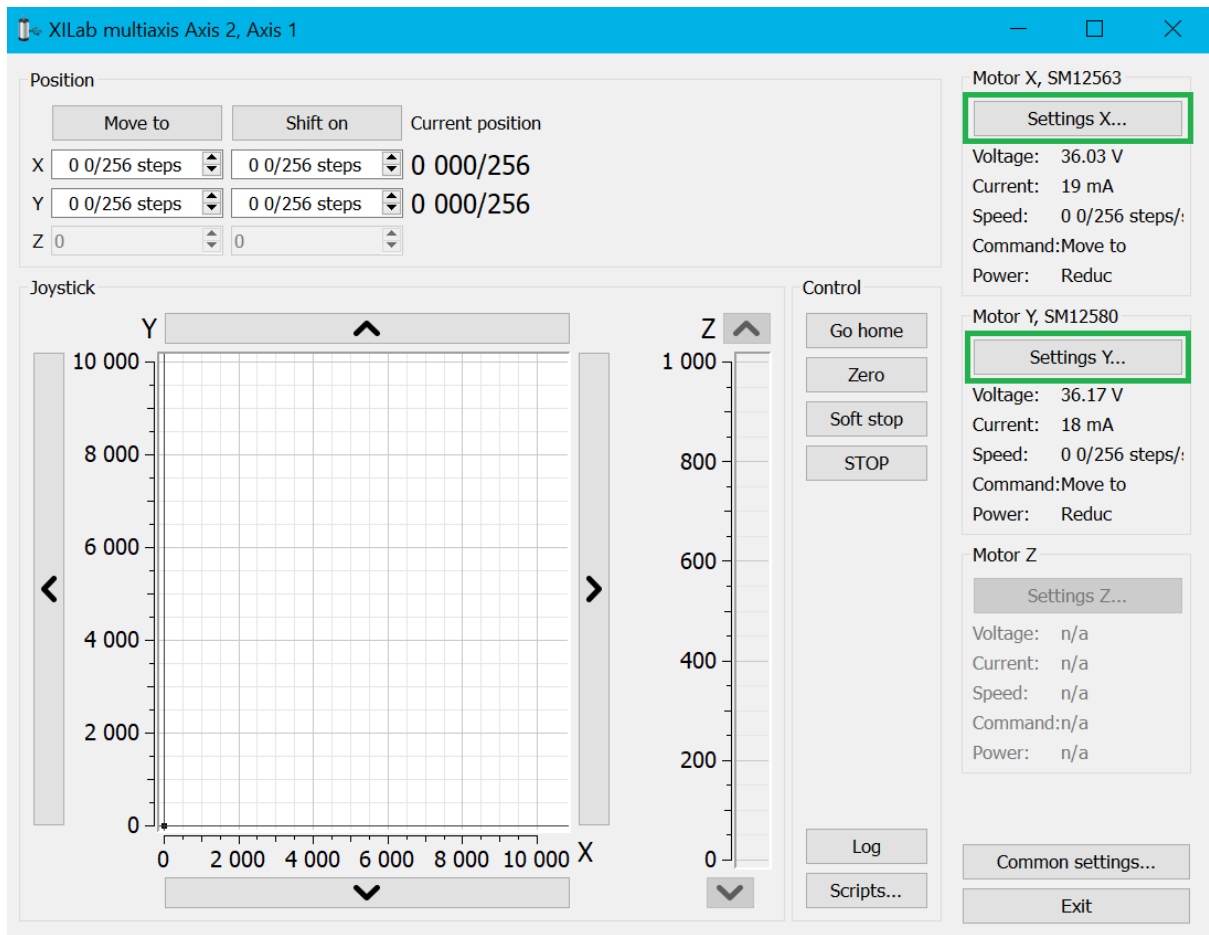 XILab multiaxis Axis 2, Axis 1
Position
Move to Shift on Current position
X 0 0/256 steps 0 0/256 steps 0 000/256
Y 0 0/256 steps 0 0/256 steps 0 000/256
Z 0 0
Joystick
Y
10 000
8 000
6 000
4 000
2 000
0
0 2 000 4 000 6 000 8 000 10 000 X
Z
1 000
800
600
400
200
0
Control
Go home
Zero
Soft stop
STOP
Log
Scripts...
Motor X, SM12563
Settings X...
Voltage: 36.03 V
Current: 19 mA
Speed: 0 0/256 steps/
Command:Move to
Power: Reduc
Motor Y, SM12580
Settings Y...
Voltage: 36.17 V
Current: 18 mA
Speed: 0 0/256 steps/
Command:Move to
Power: Reduc
Motor Z
Settings Z...
Voltage: n/a
Current: n/a
Speed: n/a
Command:n/a
Power: n/a
Common settings...
Exit